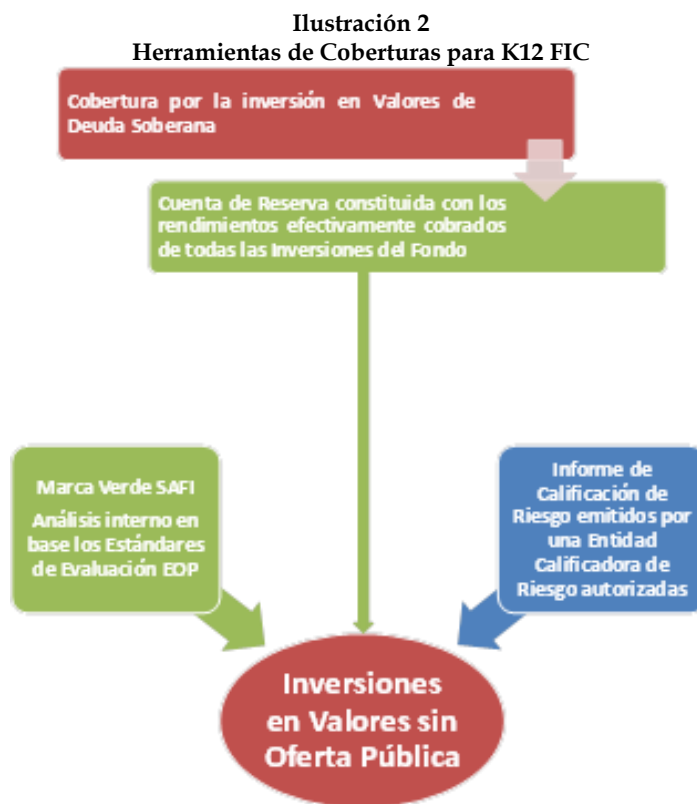 Ilustración 2
Herramientas de Coberturas para K12 FIC
Cobertura por la inversión en Valores de
Deuda Soberana
Cuenta de Reserva constituida con los
rendimientos efectivamente cobrados
de todas las Inversiones del Fondo
Marca Verde SAFI
Análisis interno en
base los Estándares
de Evaluación EOP
Informe de
Calificación de
Riesgo emitidos por
una Entidad
Calificadora de
Riesgo autorizadas
Inversiones
en Valores sin
Oferta Pública